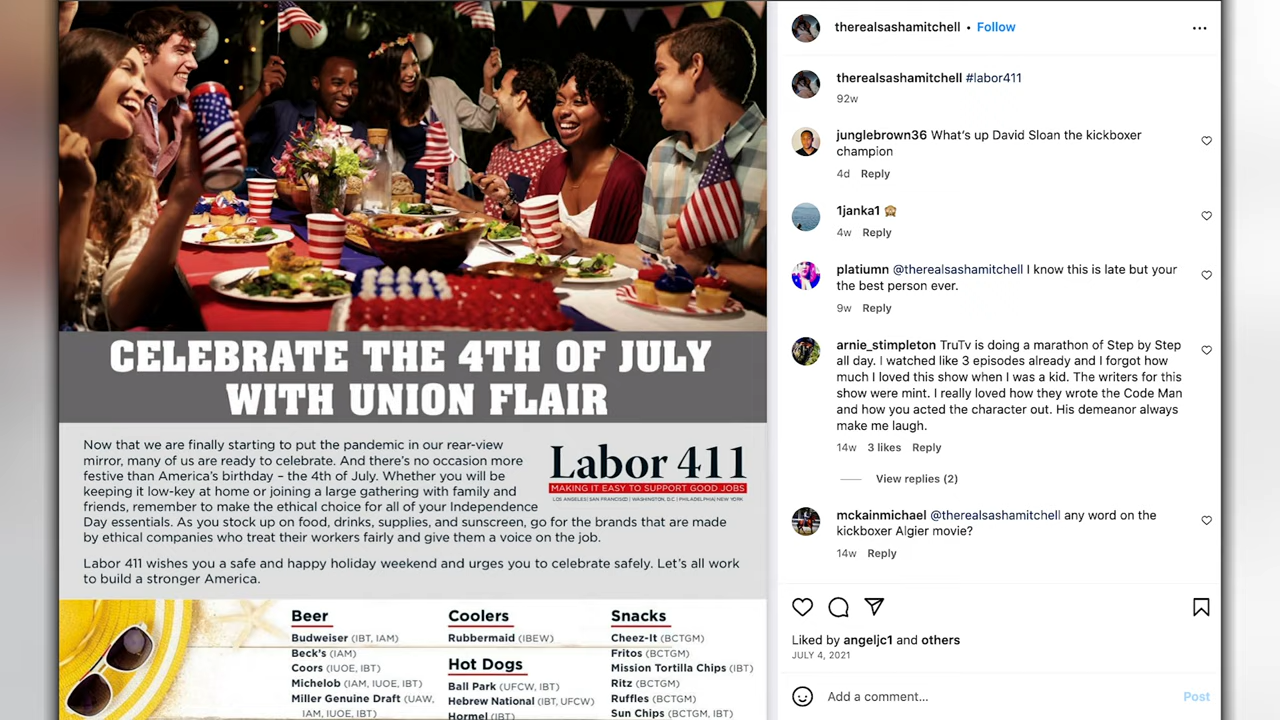 CELEBRATE THE 4TH OF JULY
WITH UNION FLAIR
Now that we are finally starting to put the pandemic in our rear-view
mirror, many of us are ready to celebrate. And there's no occasion more
festive than America's birthday – the 4th of July. Whether you will be
keeping it low-key at home or joining a large gathering with family and
friends, remember to make the ethical choice for all of your Independence
Day essentials. As you stock up on food, drinks, supplies, and sunscreen, go for the brands that are made
by ethical companies who treat their workers fairly and give them a voice on the job.
Labor 411
MAKING IT EASY TO SUPPORT GOOD JOBS
LOS ANGELES | SAN FRANCISCO | WASHINGTON, D.C | PHILADELPHIA | NEW YORK
Labor 411 wishes you a safe and happy holiday weekend and urges you to celebrate safely. Let's all work
to build a stronger America.
Beer
Budweiser (IBT, IAM)
Beck's (IAM)
Coors (IUOE, IBT)
Michelob (IAM, IUOE, IBT)
Miller Genuine Draft (UAW,
IAM, IUOE, IBT)
Coolers
Rubbermaid (IBEW)
Hot Dogs
Ball Park (UFCW, IBT)
Hebrew National (IBT, UFCW)
Hormel (IBT)
Snacks
Cheez-It (BCTGM)
Fritos (BCTGM)
Mission Tortilla Chips (IBT)
Ritz (BCTGM)
Ruffles (BCTGM)
Sun Chips (BCTGM, IBT)
therealsashamitchell • Follow
therealsashamitchell #labor411
92w
junglebrown36 What's up David Sloan the kickboxer
champion
4d Reply
1janka1 🙈
4w Reply
platiumn @therealsashamitchell I know this is late but your
the best person ever.
9w Reply
arnie_stimpleton TruTv is doing a marathon of Step by Step
all day. I watched like 3 episodes already and I forgot how
much I loved this show when I was a kid. The writers for this
show were mint. I really loved how they wrote the Code Man
and how you acted the character out. His demeanor always
make me laugh.
14w 3 likes Reply
View replies (2)
mckainmichael @therealsashamitchell any word on the
kickboxer Algier movie?
14w Reply
Liked by angeljc1 and others
JULY 4, 2021
Add a comment...
Post